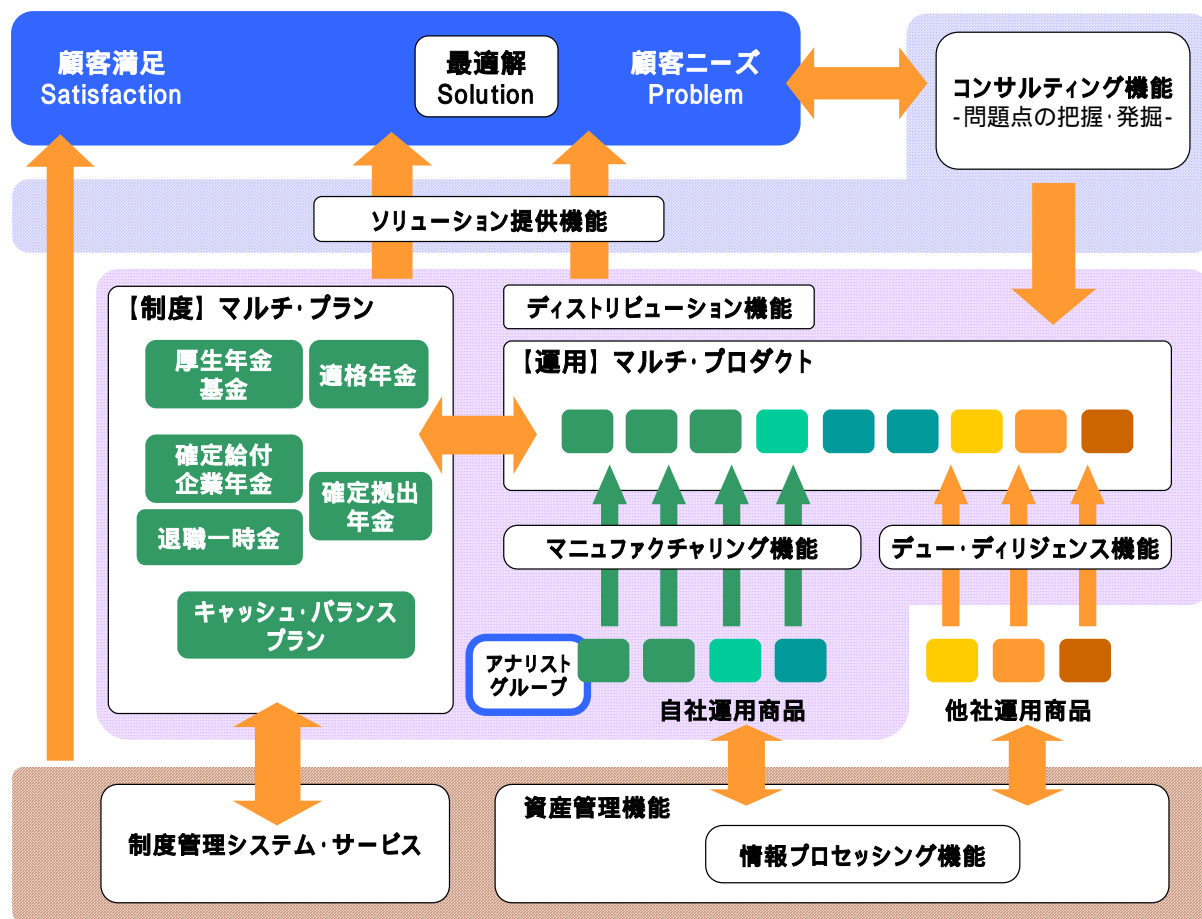 顧客満足
Satisfaction
最適解
Solution
顧客ニーズ
Problem
コンサルティング機能
-問題点の把握・発掘-
ソリューション提供機能
【制度】マルチ・プラン
厚生年金
基金
適格年金
確定給付
企業年金
確定拠出
年金
退職一時金
キャッシュ・バランス
プラン
ディストリビューション機能
【運用】マルチ・プロダクト
マニュファクチャリング機能
デュー・ディリジェンス機能
アナリスト
グループ
自社運用商品
他社運用商品
制度管理システム・サービス
資産管理機能
情報プロセッシング機能